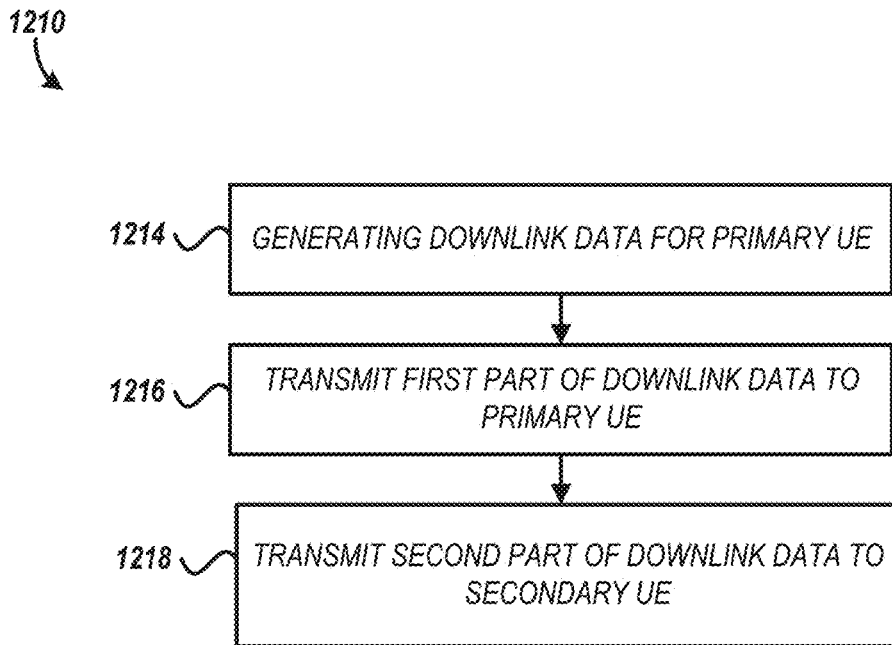 1210
1214
GENERATING DOWNLINK DATA FOR PRIMARY UE
1216
TRANSMIT FIRST PART OF DOWNLINK DATA TO
PRIMARY UE
1218
TRANSMIT SECOND PART OF DOWNLINK DATA TO
SECONDARY UE